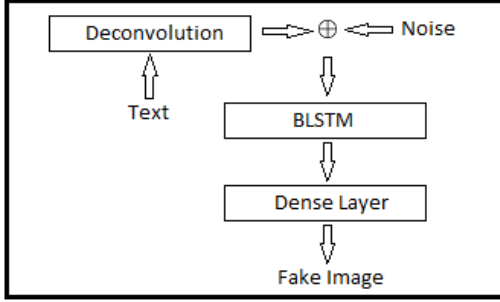 Deconvolution
Noise
Text
BLSTM
Dense Layer
Fake Image